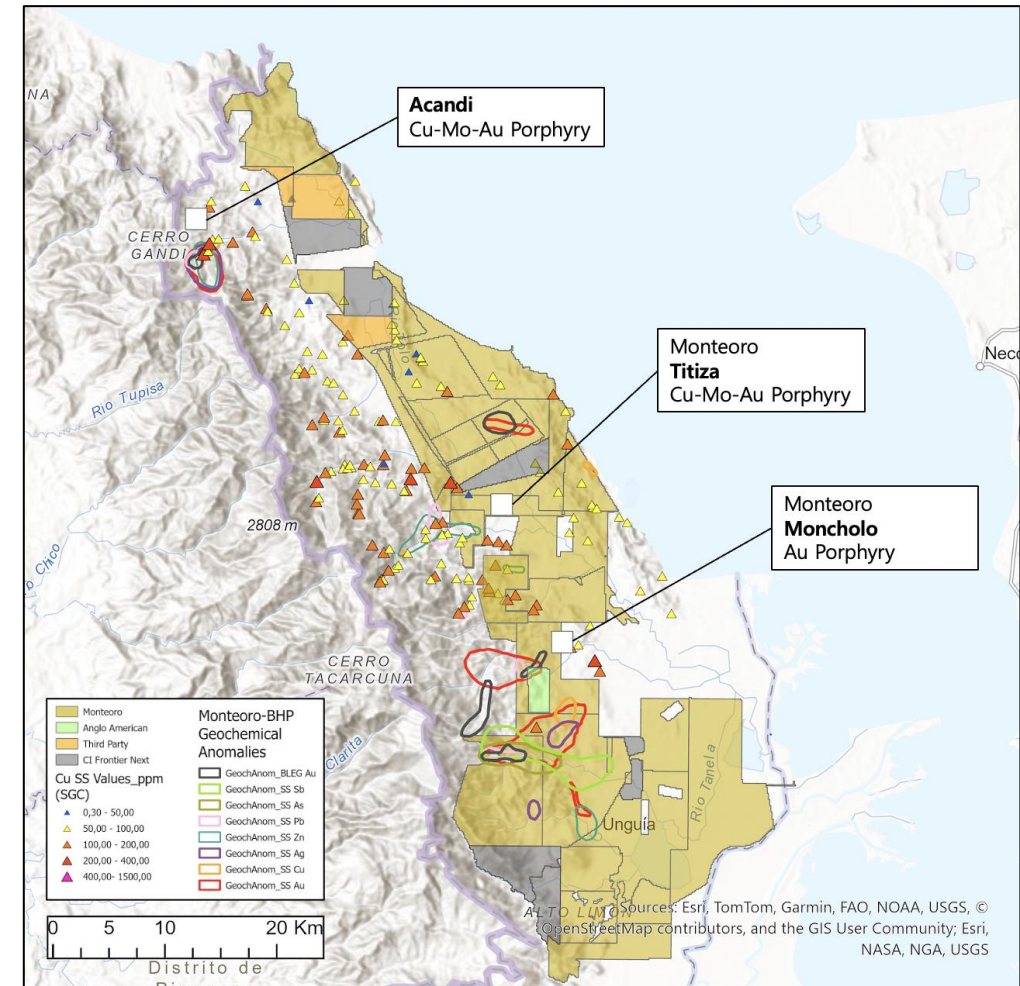 NA
Acandi
Cu-Mo-Au Porphyry
CERRO
GANDI
Monteoro
Titiza
Cu-Mo-Au Porphyry
Neco
Rio Tupisa
Monteoro
Moncholo
Au Porphyry
2808 m
Chico
CERRO
TACARCUNA
Clarita
Rio Tanela
Unguía
ALTO LIMON
Monteoro
Anglo American
Third Party
CI Frontier Next
Cu SS Values_ppm
(SGC)
0,30 - 50,00
50,00 - 100,00
100,00 - 200,00
200,00 - 400,00
400,00- 1500,00
Monteoro-BHP
Geochemical
Anomalies
GeochAnom_BLEG Au
GeochAnom_SS Sb
GeochAnom_SS As
GeochAnom_SS Pb
GeochAnom_SS Zn
GeochAnom_SS Ag
GeochAnom_SS Cu
GeochAnom_SS Au
0 5 10 20 Km
Distrito de
Sources: Esri, TomTom, Garmin, FAO, NOAA, USGS, ©
OpenStreetMap contributors, and the GIS User Community; Esri,
NASA, NGA, USGS